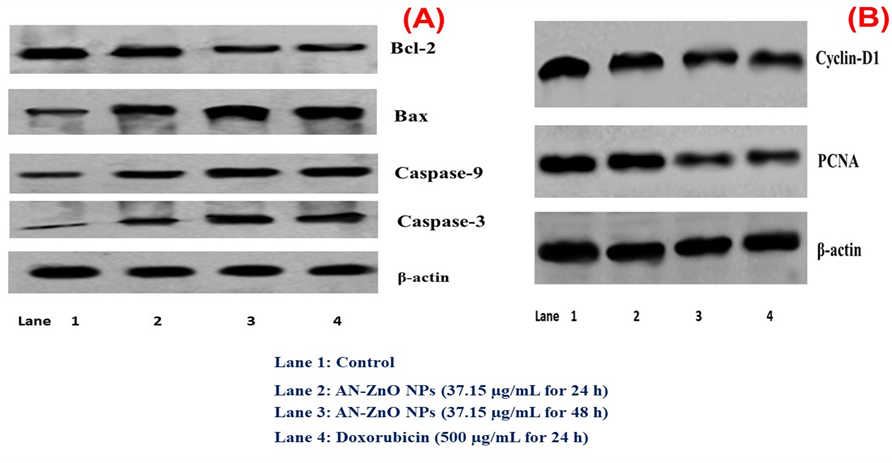 (A)
Bcl-2
Bax
Caspase-9
Caspase-3
β-actin
Lane 1 2 3 4
(B)
Cyclin-D1
PCNA
β-actin
Lane 1 2 3 4
Lane 1: Control
Lane 2: AN-ZnO NPs (37.15 µg/mL for 24 h)
Lane 3: AN-ZnO NPs (37.15 µg/mL for 48 h)
Lane 4: Doxorubicin (500 µg/mL for 24 h)